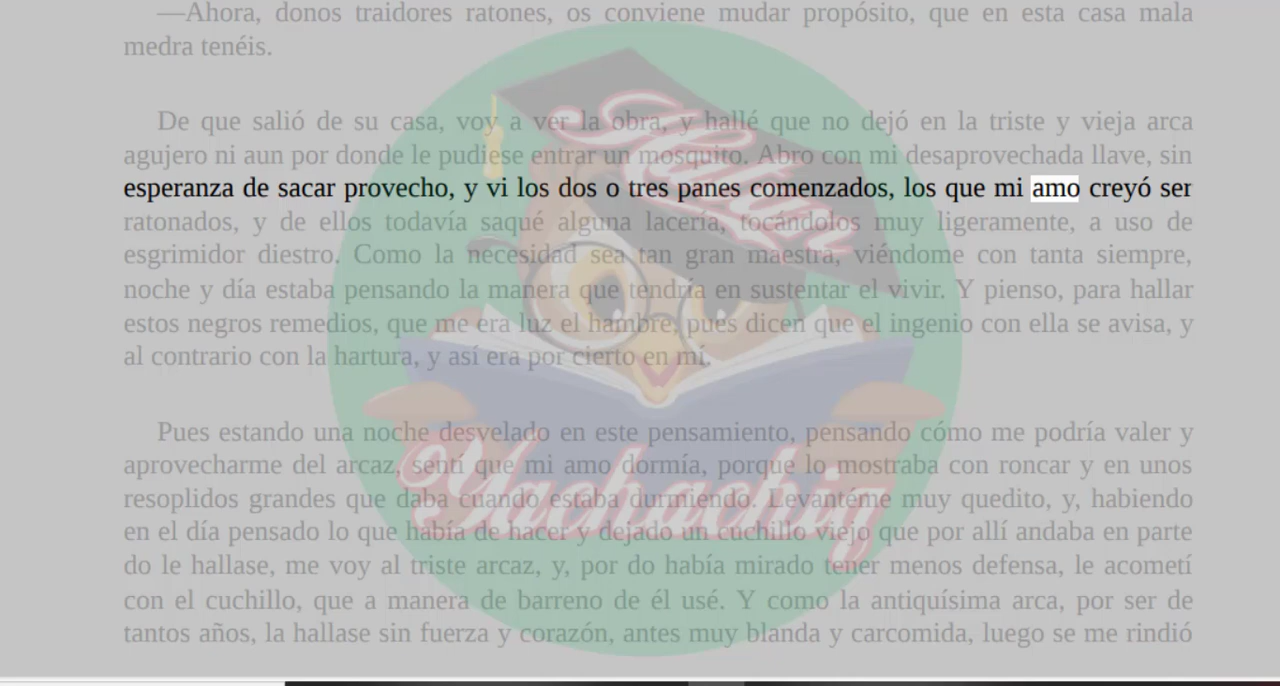 —Ahora, donos traidores ratones, os conviene mudar propósito, que en esta casa mala
medra tenéis.
De que salió de su casa, voy a ver la obra, y hallé que no dejó en la triste y vieja arca
agujero ni aun por donde le pudiese entrar un mosquito. Abro con mi desaprovechada llave, sin
esperanza de sacar provecho, y vi los dos o tres panes comenzados, los que mi amo creyó ser
ratonados, y de ellos todavía saqué alguna lacería, tocándolos muy ligeramente, a uso de
esgrimidor diestro. Como la necesidad sea tan gran maestra, viéndome con tanta siempre,
noche y día estaba pensando la manera que tendría en sustentar el vivir. Y pienso, para hallar
estos negros remedios, que me era luz el hambre, pues dicen que el ingenio con ella se avisa, y
al contrario con la hartura, y así era por cierto en mí.
Pues estando una noche desvelado en este pensamiento, pensando cómo me podría valer y
aprovecharme del arcaz, sentí que mi amo dormía, porque lo mostraba con roncar y en unos
resoplidos grandes que daba cuando estaba durmiendo. Levantéme muy quedito, y, habiendo
en el día pensado lo que había de hacer y dejado un cuchillo viejo que por allí andaba en parte
do le hallase, me voy al triste arcaz, y, por do había mirado tener menos defensa, le acometí
con el cuchillo, que a manera de barreno de él usé. Y como la antiquísima arca, por ser de
tantos años, la hallase sin fuerza y corazón, antes muy blanda y carcomida, luego se me rindió
Yachachiq